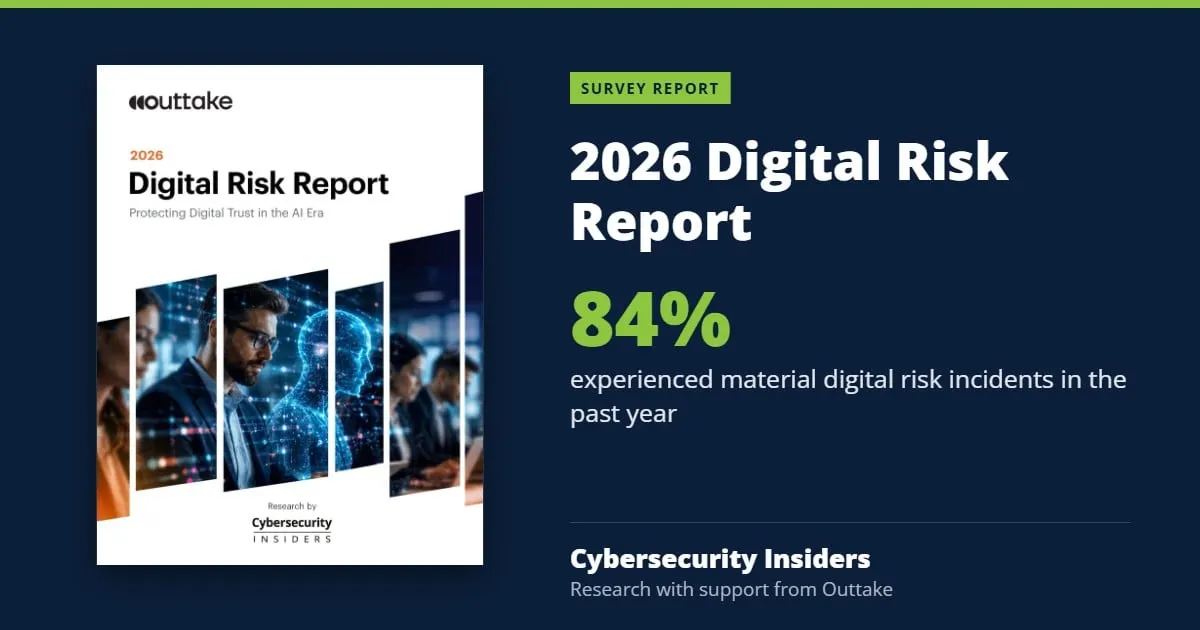 outtake
2026
Digital Risk Report
Protecting Digital Trust in the AI Era
Research by
Cybersecurity
INSIDERS
SURVEY REPORT
2026 Digital Risk
Report
84%
experienced material digital risk incidents in the
past year
Cybersecurity Insiders
Research with support from Outtake